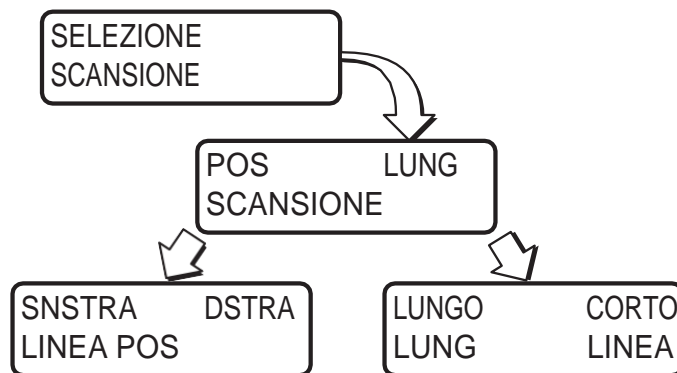 SELEZIONE
SCANSIONE
POS LUNG
SCANSIONE
SNSTRA DSTRA
LINEA POS
LUNGO CORTO
LUNG LINEA